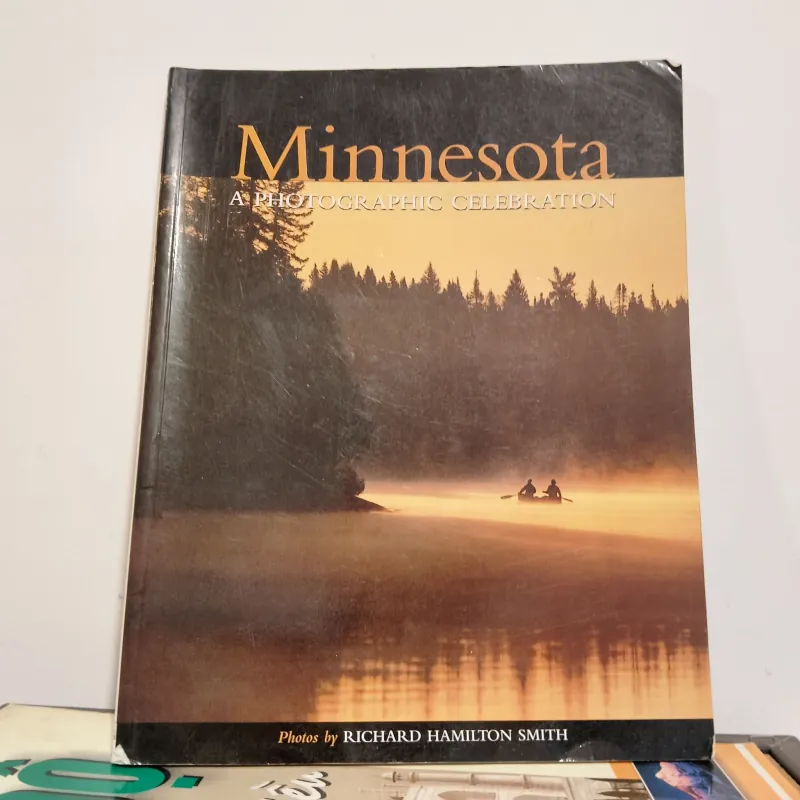 Minnesota
A PHOTOGRAPHIC CELEBRATION
Photos by RICHARD HAMILTON SMITH